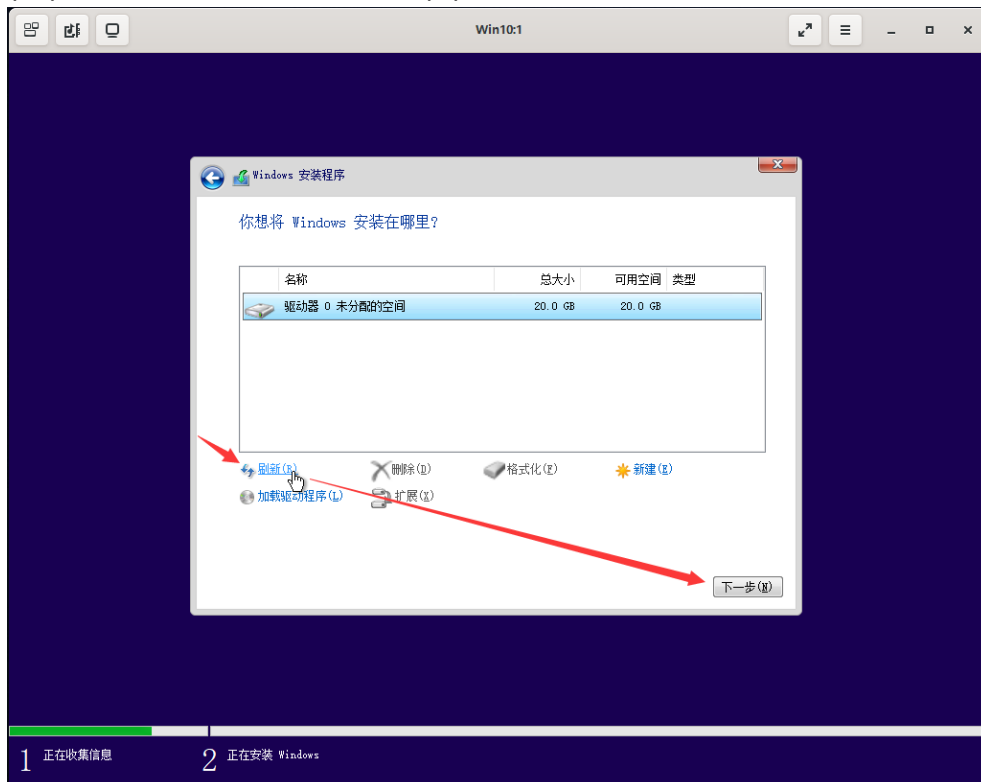 Win10:1
Windows 安装程序
你想将 Windows 安装在哪里?
名称 总大小 可用空间 类型
驱动器 0 未分配的空间 20.0 GB 20.0 GB
刷新(R) 删除(D) 格式化(F) 新建(E)
加载驱动程序(L) 扩展(X)
下一步(N)
1 正在收集信息 2 正在安装 Windows